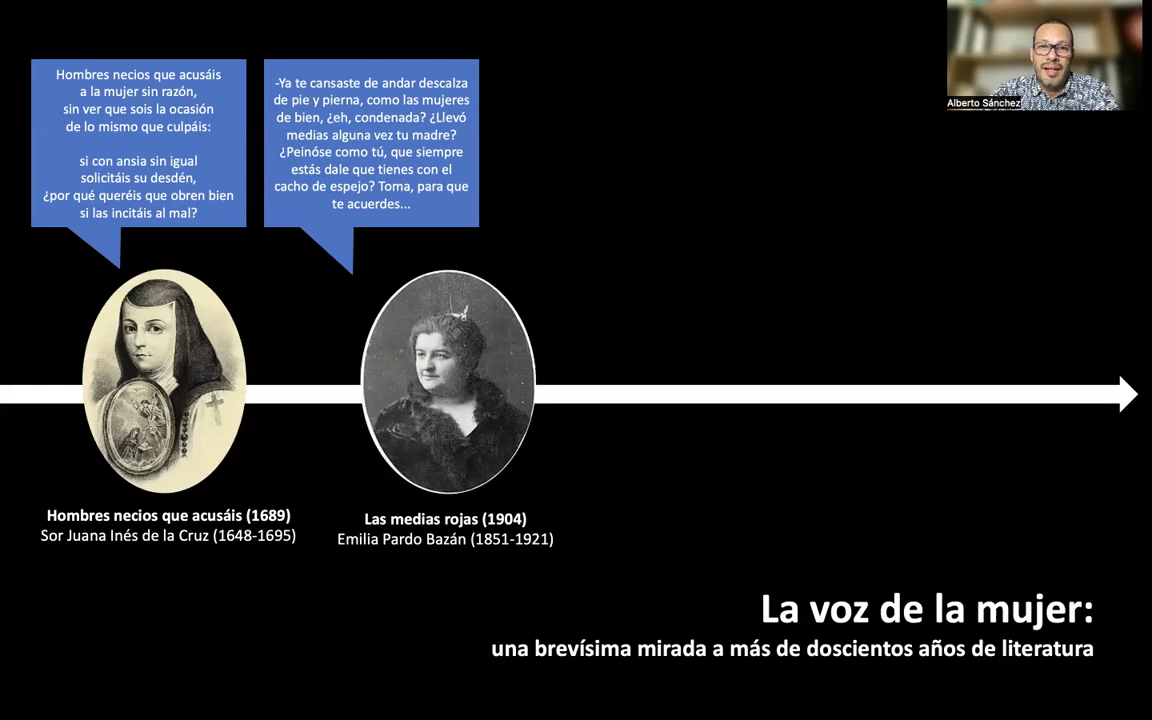 Alberto Sánchez
Hombres necios que acusáis
a la mujer sin razón,
sin ver que sois la ocasión
de lo mismo que culpáis:
si con ansia sin igual
solicitáis su desdén,
¿por qué queréis que obren bien
si las incitáis al mal?
-Ya te cansaste de andar descalza
de pie y pierna, como las mujeres
de bien, ¿eh, condenada? ¿Llevó
medias alguna vez tu madre?
¿Peinóse como tú, que siempre
estás dale que tienes con el
cacho de espejo? Toma, para que
te acuerdes...
Hombres necios que acusáis (1689)
Sor Juana Inés de la Cruz (1648-1695)
Las medias rojas (1904)
Emilia Pardo Bazán (1851-1921)
La voz de la mujer:
una brevísima mirada a más de doscientos años de literatura